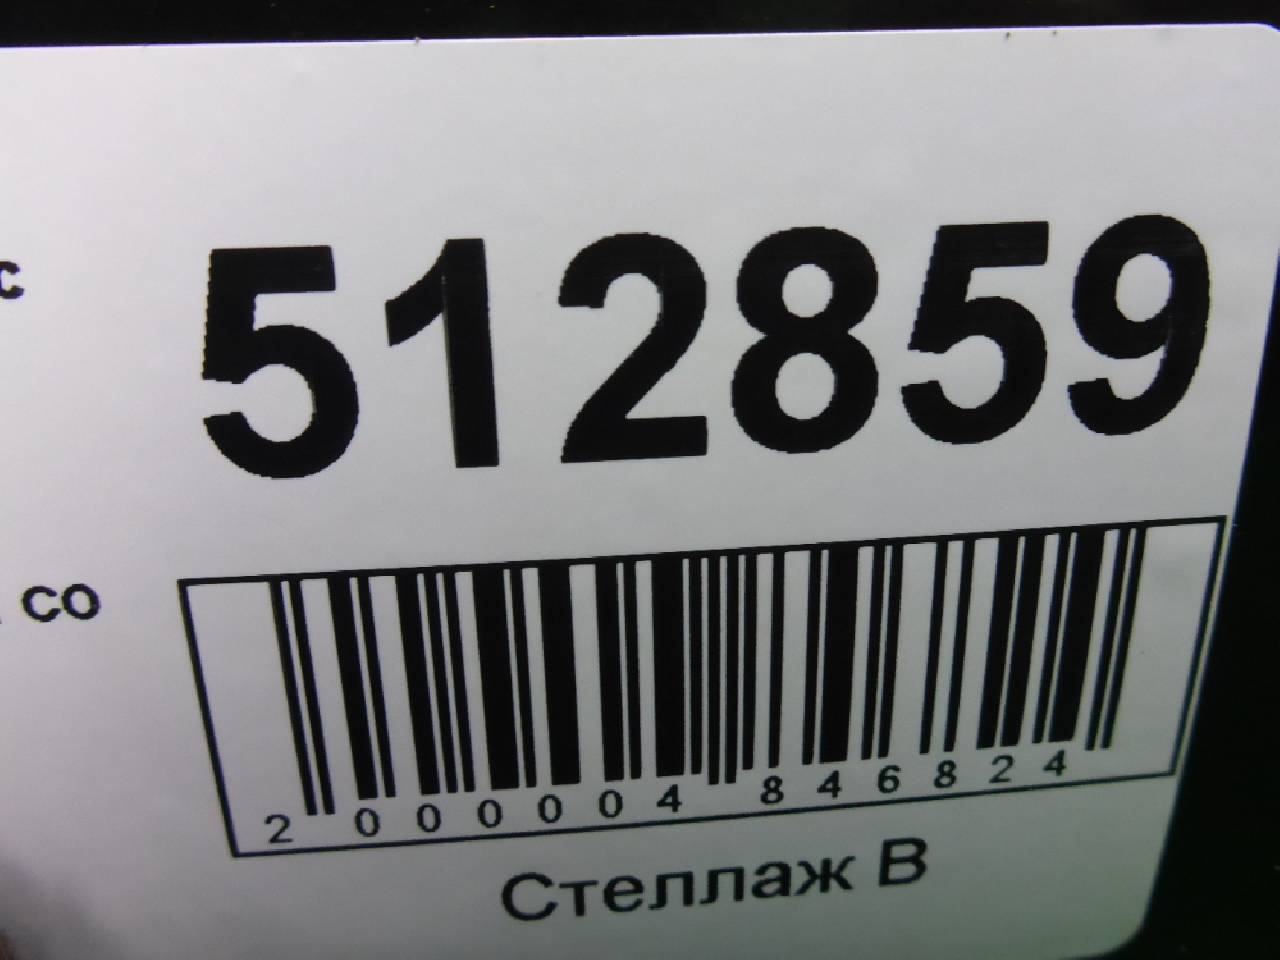 с
512859
со
2 000004 846824
Стеллаж В